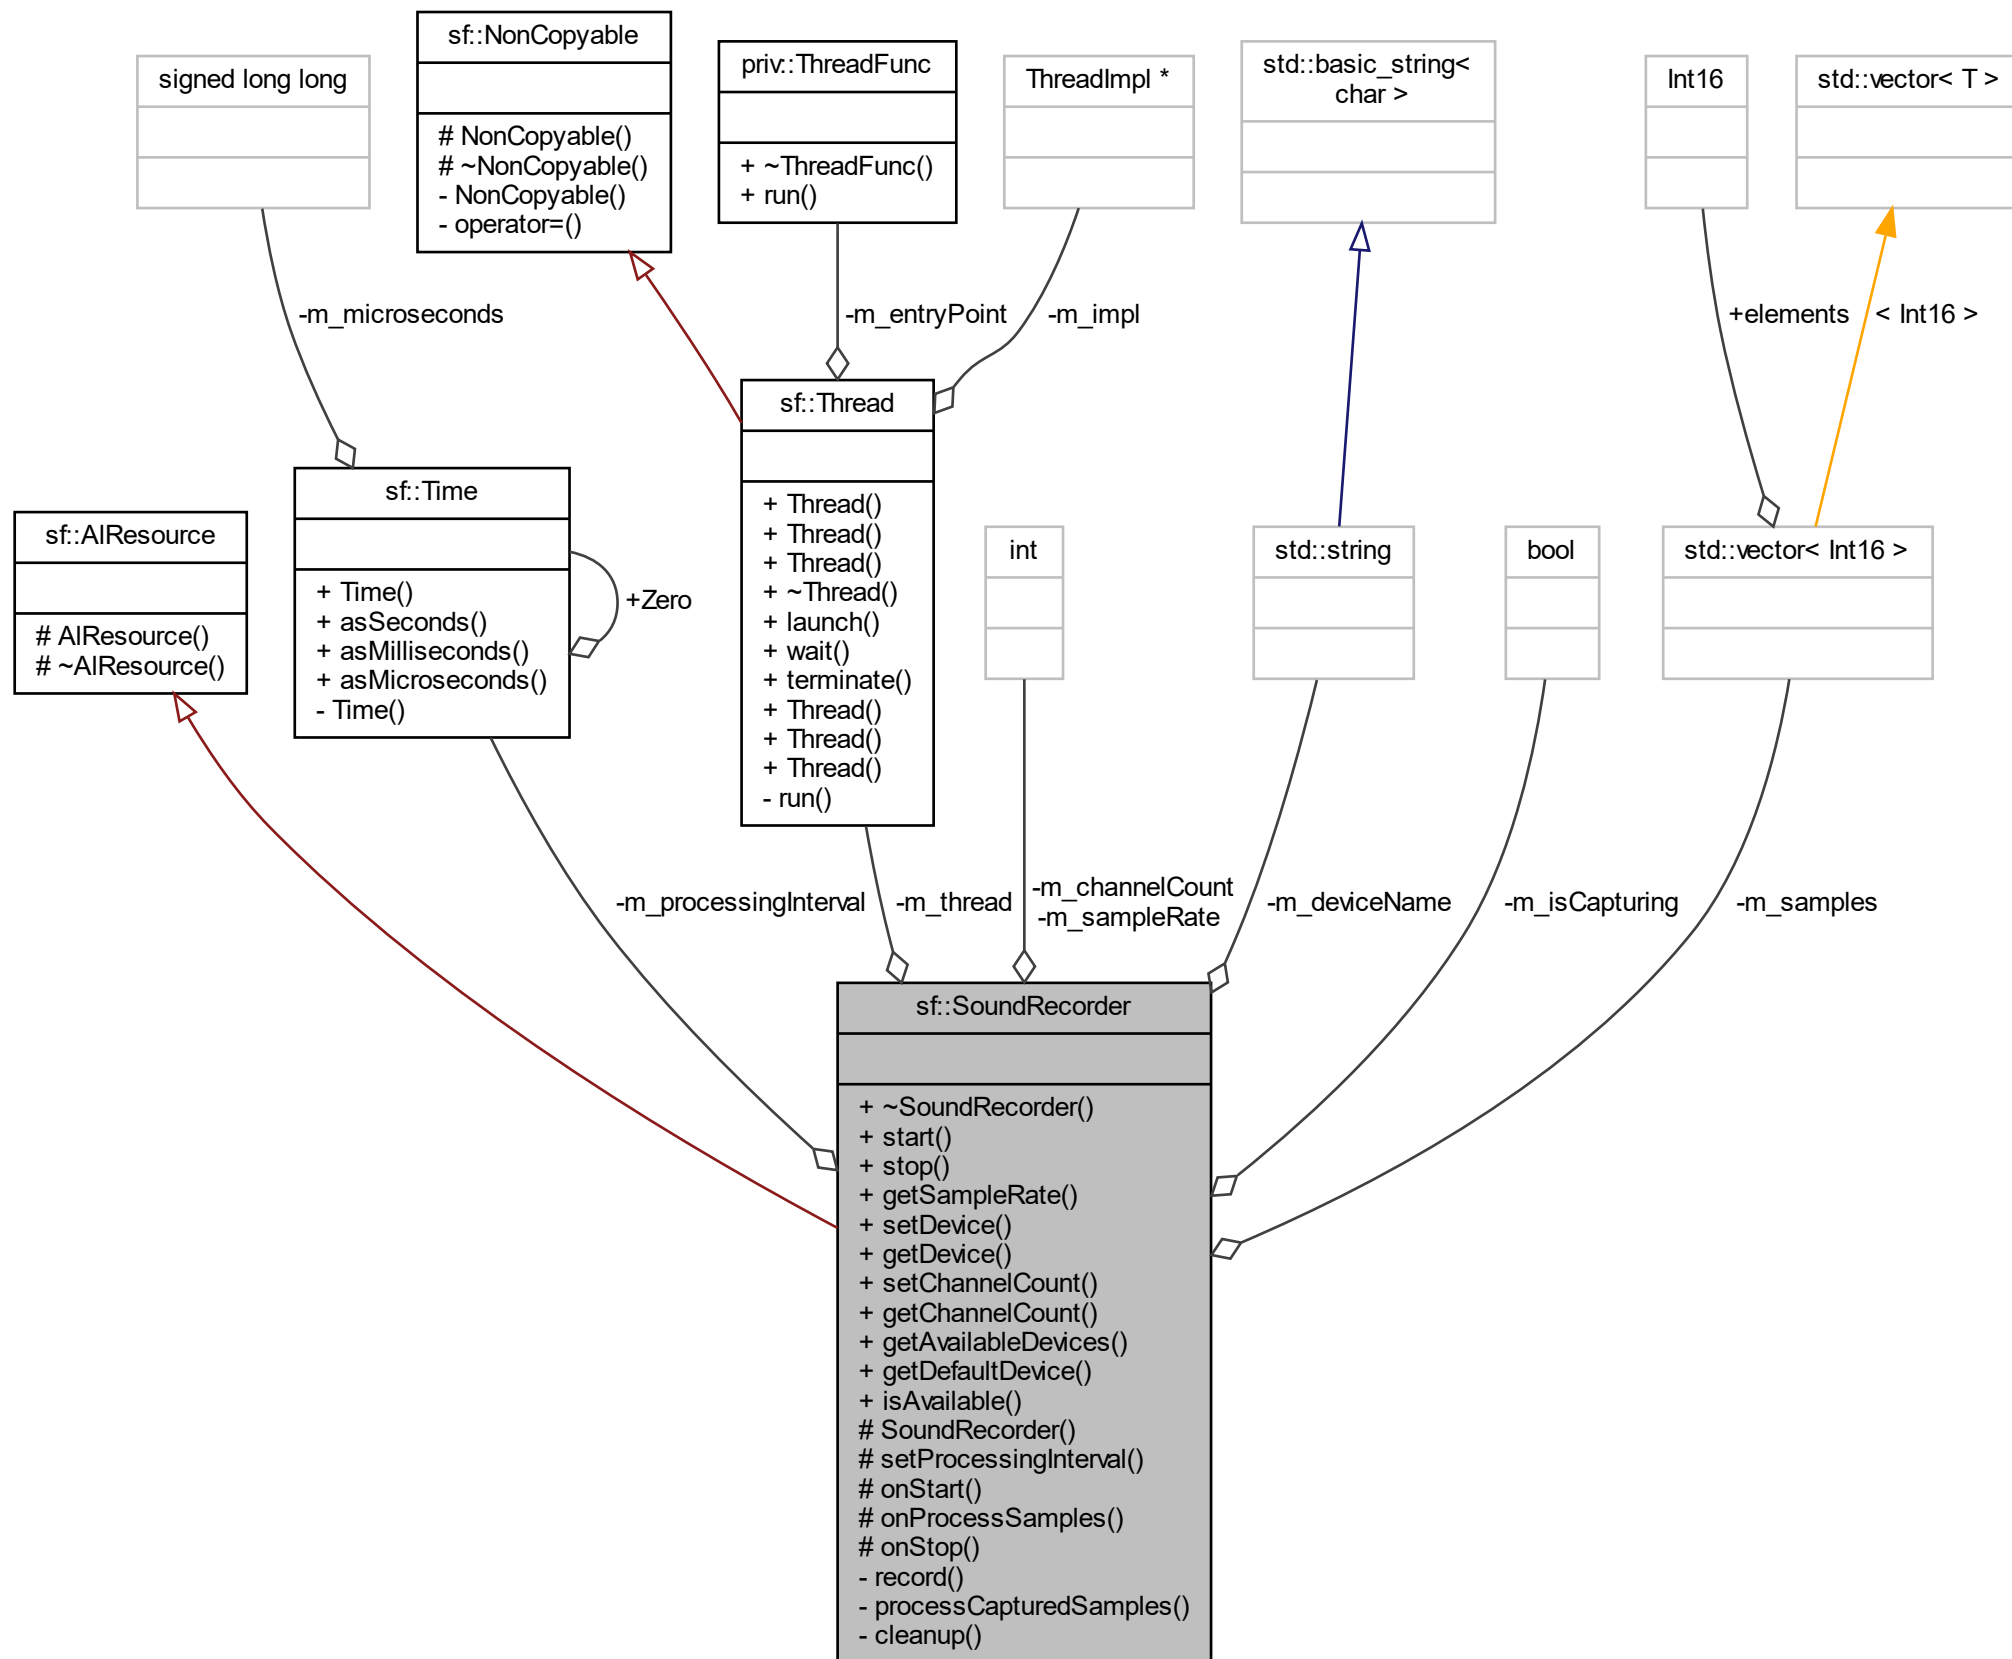 sf::NonCopyable
# NonCopyable()
# ~NonCopyable()
- NonCopyable()
- operator=()
signed long long
priv::ThreadFunc
+ ~ThreadFunc()
+ run()
ThreadImpl *
std::basic_string<
char >
Int16
std::vector< T >
-m_microseconds
-m_entryPoint
-m_impl
+elements
< Int16 >
sf::Thread
+ Thread()
+ Thread()
+ Thread()
+ ~Thread()
+ launch()
+ wait()
+ terminate()
+ Thread()
+ Thread()
+ Thread()
- run()
sf::Time
+ Time()
+ asSeconds()
+ asMilliseconds()
+ asMicroseconds()
- Time()
+Zero
sf::AlResource
# AlResource()
# ~AlResource()
int
std::string
bool
std::vector< Int16 >
-m_processingInterval
-m_thread
-m_channelCount
-m_sampleRate
-m_deviceName
-m_isCapturing
-m_samples
sf::SoundRecorder
+ ~SoundRecorder()
+ start()
+ stop()
+ getSampleRate()
+ setDevice()
+ getDevice()
+ setChannelCount()
+ getChannelCount()
+ getAvailableDevices()
+ getDefaultDevice()
+ isAvailable()
# SoundRecorder()
# setProcessingInterval()
# onStart()
# onProcessSamples()
# onStop()
- record()
- processCapturedSamples()
- cleanup()